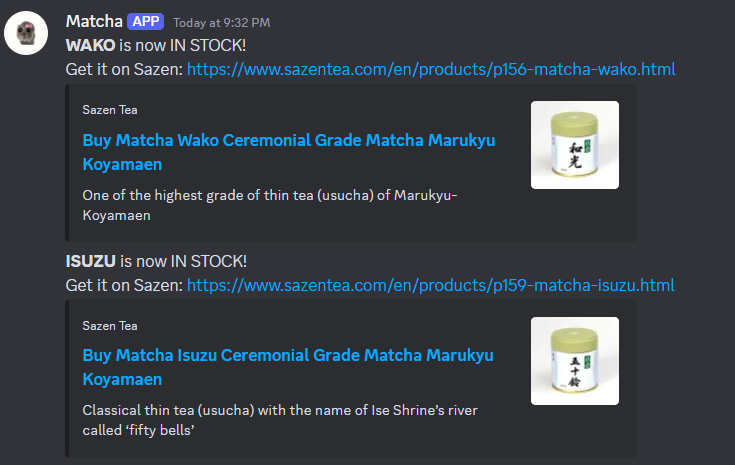 Matcha APP Today at 9:32 PM
WAKO is now IN STOCK!
Get it on Sazen: https://www.sazentea.com/en/products/p156-matcha-wako.html
Sazen Tea
Buy Matcha Wako Ceremonial Grade Matcha Marukyu
Koyamaen
One of the highest grade of thin tea (usucha) of Marukyu-
Koyamaen
和光
ISUZU is now IN STOCK!
Get it on Sazen: https://www.sazentea.com/en/products/p159-matcha-isuzu.html
Sazen Tea
Buy Matcha Isuzu Ceremonial Grade Matcha Marukyu
Koyamaen
Classical thin tea (usucha) with the name of Ise Shrine’s river
called ‘fifty bells’
五十鈴